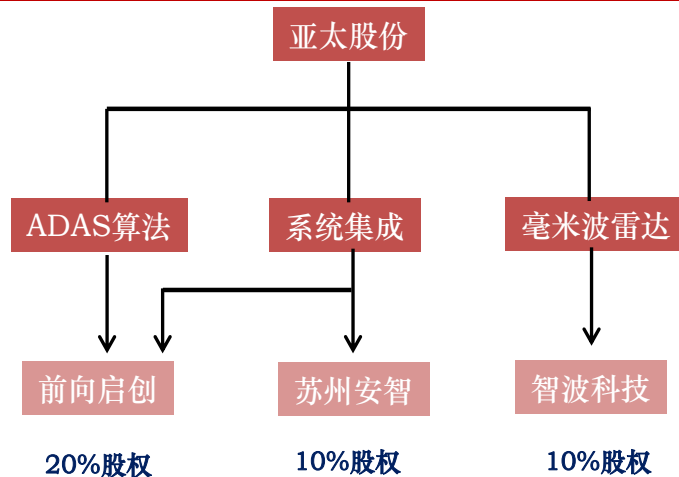 亚太股份
ADAS算法
系统集成
毫米波雷达
前向启创
苏州安智
智波科技
20%股权
10%股权
10%股权